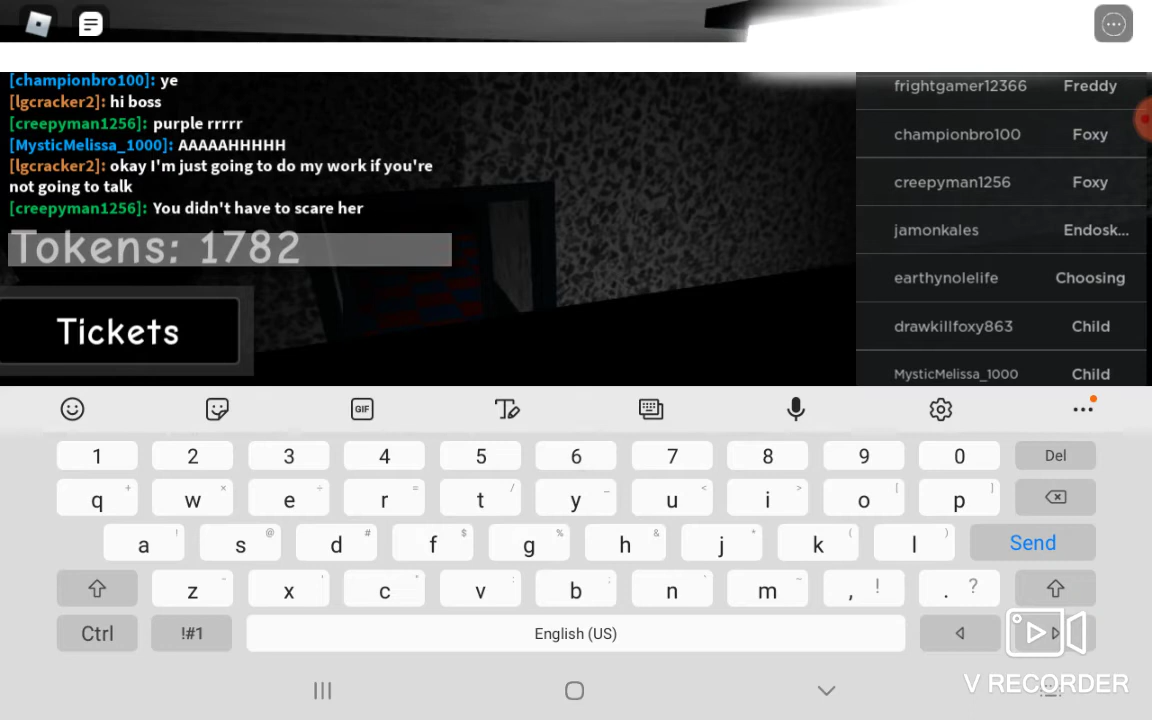 [championbro100]: ye
[lgcracker2]: hi boss
[creepyman1256]: purple rrrrr
[MysticMelissa_1000]: AAAAAHHHHH
[lgcracker2]: okay I'm just going to do my work if you're
not going to talk
[creepyman1256]: You didn't have to scare her
Tokens: 1782
Tickets
frightgamer12366 Freddy
championbro100 Foxy
creepyman1256 Foxy
jamonkales Endosk...
earthynolelife Choosing
drawkillfoxy863 Child
MysticMelissa_1000 Child
GIF
1 2 3 4 5 6 7 8 9 0 Del
q w e r t y u i o p
a s d f g h j k l Send
z x c v b n m , ! . ?
Ctrl !#1 English (US)
V RECORDER